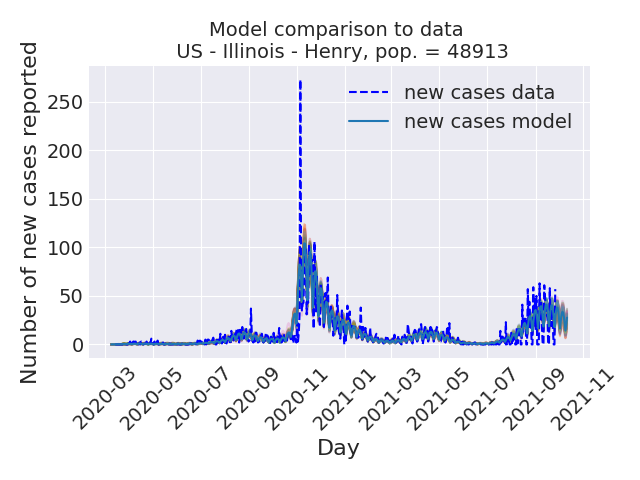 Model comparison to data
US - Illinois - Henry, pop. = 48913
Number of new cases reported
250
200
150
100
50
0
new cases data
new cases model
2020-03
2020-05
2020-07
2020-09
2020-11
2021-01
2021-03
2021-05
2021-07
2021-09
2021-11
Day